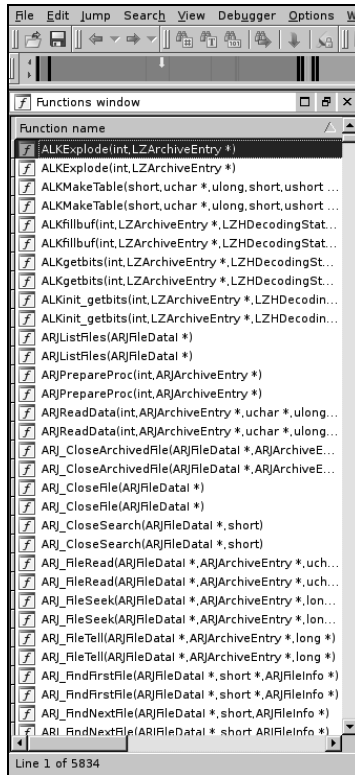 File Edit Jump Search View Debugger Options W
Functions window
Function name
ALKExplode(int,LZArchiveEntry *)
ALKExplode(int,LZArchiveEntry *)
ALKMakeTable(short,uchar *,ulong,short,ushort ...
ALKMakeTable(short,uchar *,ulong,short,ushort ...
ALKfillbuf(int,LZArchiveEntry *,LZHDecodingStat...
ALKfillbuf(int,LZArchiveEntry *,LZHDecodingStat...
ALKgetbits(int,LZArchiveEntry *,LZHDecodingSt...
ALKgetbits(int,LZArchiveEntry *,LZHDecodingSt...
ALKinit_getbits(int,LZArchiveEntry *,LZHDecodin...
ALKinit_getbits(int,LZArchiveEntry *,LZHDecodin...
ARJListFiles(ARJFileDataI *)
ARJListFiles(ARJFileDataI *)
ARJPrepareProc(int,ARJArchiveEntry *)
ARJPrepareProc(int,ARJArchiveEntry *)
ARJReadData(int,ARJArchiveEntry *,uchar *,ulong...
ARJReadData(int,ARJArchiveEntry *,uchar *,ulong...
ARJ_CloseArchivedFile(ARJFileDataI *,ARJArchiveE...
ARJ_CloseArchivedFile(ARJFileDataI *,ARJArchiveE...
ARJ_CloseFile(ARJFileDataI *)
ARJ_CloseFile(ARJFileDataI *)
ARJ_CloseSearch(ARJFileDataI *,short)
ARJ_CloseSearch(ARJFileDataI *,short)
ARJ_FileRead(ARJFileDataI *,ARJArchiveEntry *,uch...
ARJ_FileRead(ARJFileDataI *,ARJArchiveEntry *,uch...
ARJ_FileSeek(ARJFileDataI *,ARJArchiveEntry *,lon...
ARJ_FileSeek(ARJFileDataI *,ARJArchiveEntry *,lon...
ARJ_FileTell(ARJFileDataI *,ARJArchiveEntry *,long *)
ARJ_FileTell(ARJFileDataI *,ARJArchiveEntry *,long *)
ARJ_FindFirstFile(ARJFileDataI *,short *,ARJFileInfo *)
ARJ_FindFirstFile(ARJFileDataI *,short *,ARJFileInfo *)
ARJ_FindNextFile(ARJFileDataI *,short,ARJFileInfo *)
ARJ_FindNextFile(ARJFileDataI *,short,ARJFileInfo *)
Line 1 of 5834